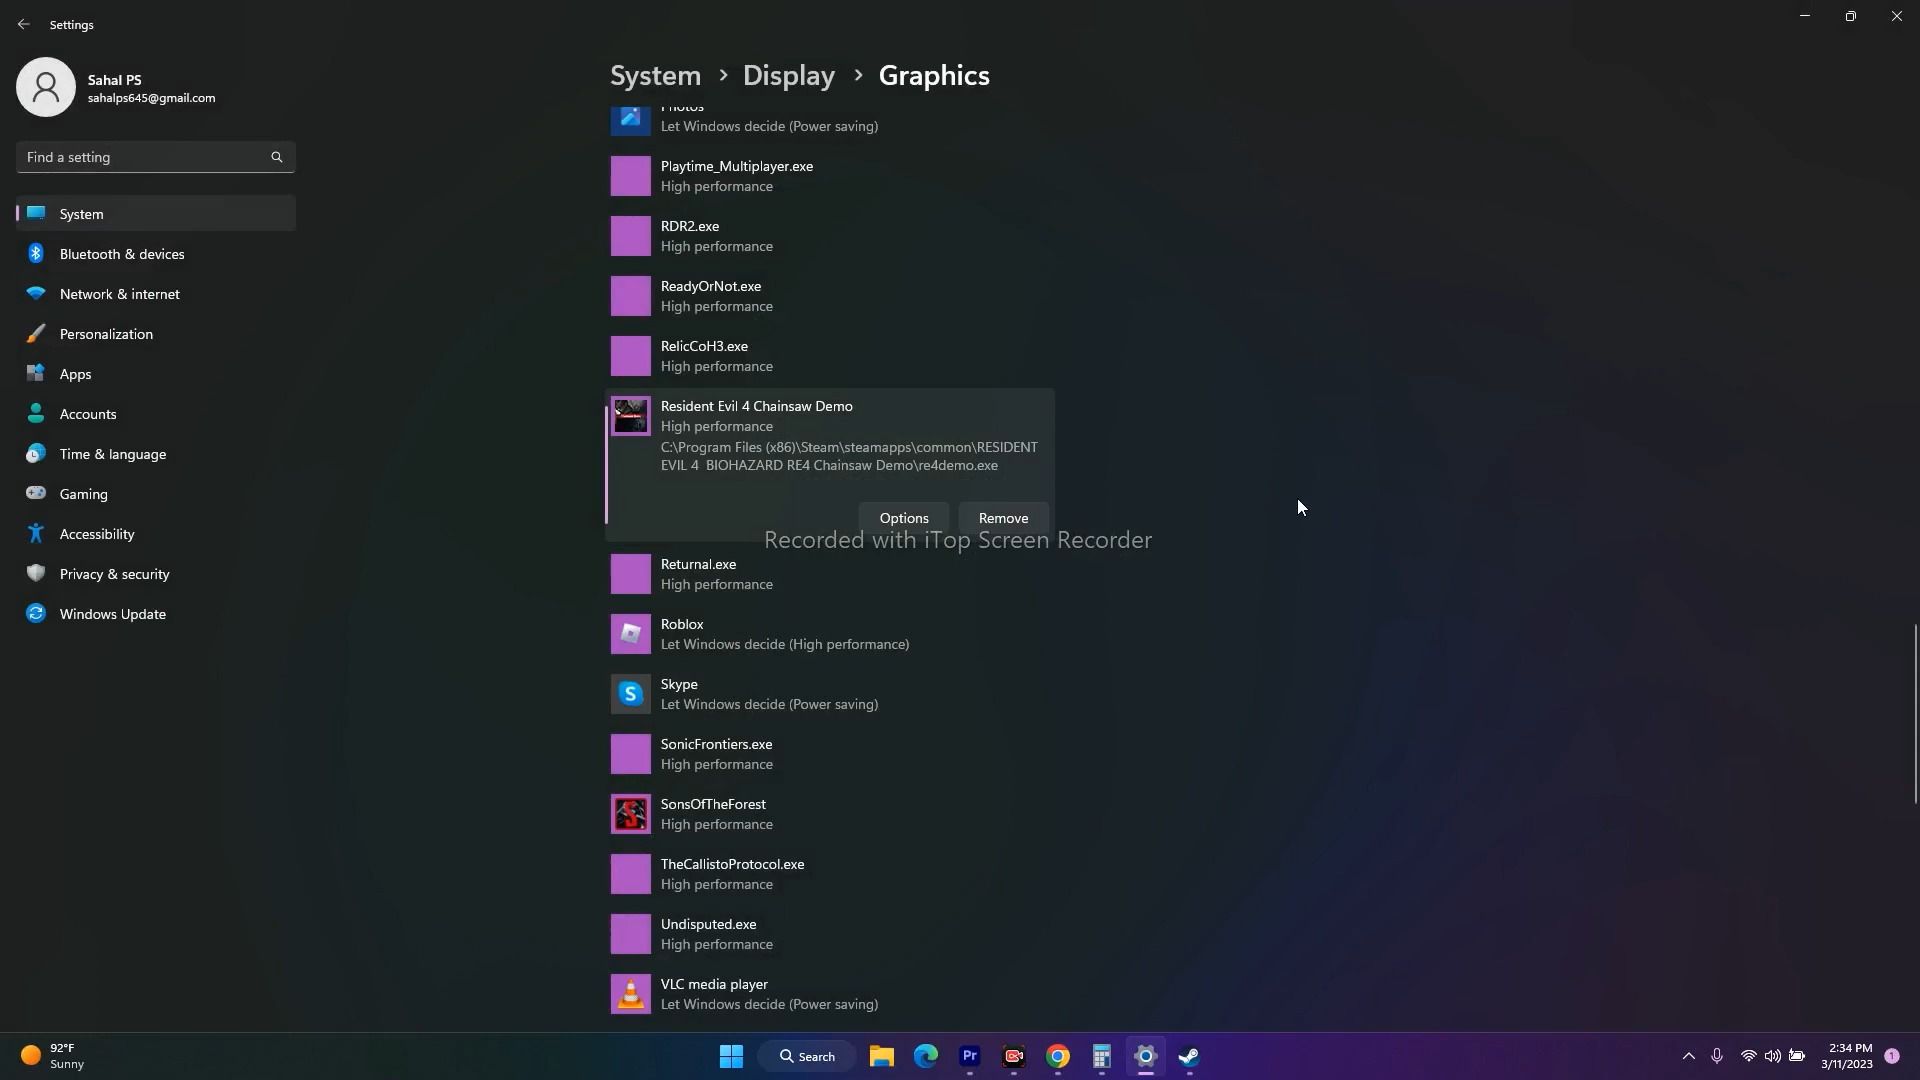 Settings
Sahal PS
sahalps645@gmail.com
Find a setting
System
Bluetooth & devices
Network & internet
Personalization
Apps
Accounts
Time & language
Gaming
Accessibility
Privacy & security
Windows Update
System > Display > Graphics
Photos
Let Windows decide (Power saving)
Playtime_Multiplayer.exe
High performance
RDR2.exe
High performance
ReadyOrNot.exe
High performance
RelicCoH3.exe
High performance
Resident Evil 4 Chainsaw Demo
High performance
C:\Program Files (x86)\Steam\steamapps\common\RESIDENT
EVIL 4  BIOHAZARD RE4 Chainsaw Demo\re4demo.exe
Options Remove
Recorded with iTop Screen Recorder
Returnal.exe
High performance
Roblox
Let Windows decide (High performance)
S
Skype
Let Windows decide (Power saving)
SonicFrontiers.exe
High performance
SonsOfTheForest
High performance
TheCallistoProtocol.exe
High performance
Undisputed.exe
High performance
VLC media player
Let Windows decide (Power saving)
92°F
Sunny
Search
Pr
2:34 PM
3/11/2023
1